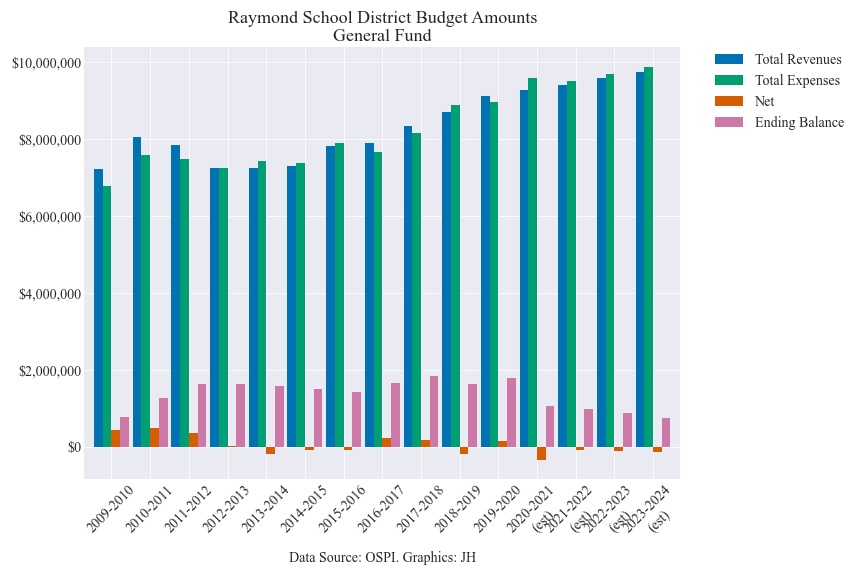 Raymond School District Budget Amounts
General Fund
$10,000,000
$8,000,000
$6,000,000
$4,000,000
$2,000,000
$0
Total Revenues
Total Expenses
Net
Ending Balance
2009-2010
2010-2011
2011-2012
2012-2013
2013-2014
2014-2015
2015-2016
2016-2017
2017-2018
2018-2019
2019-2020
2020-2021
(est)
2021-2022
(est)
2022-2023
(est)
2023-2024
(est)
Data Source: OSPI. Graphics: JH